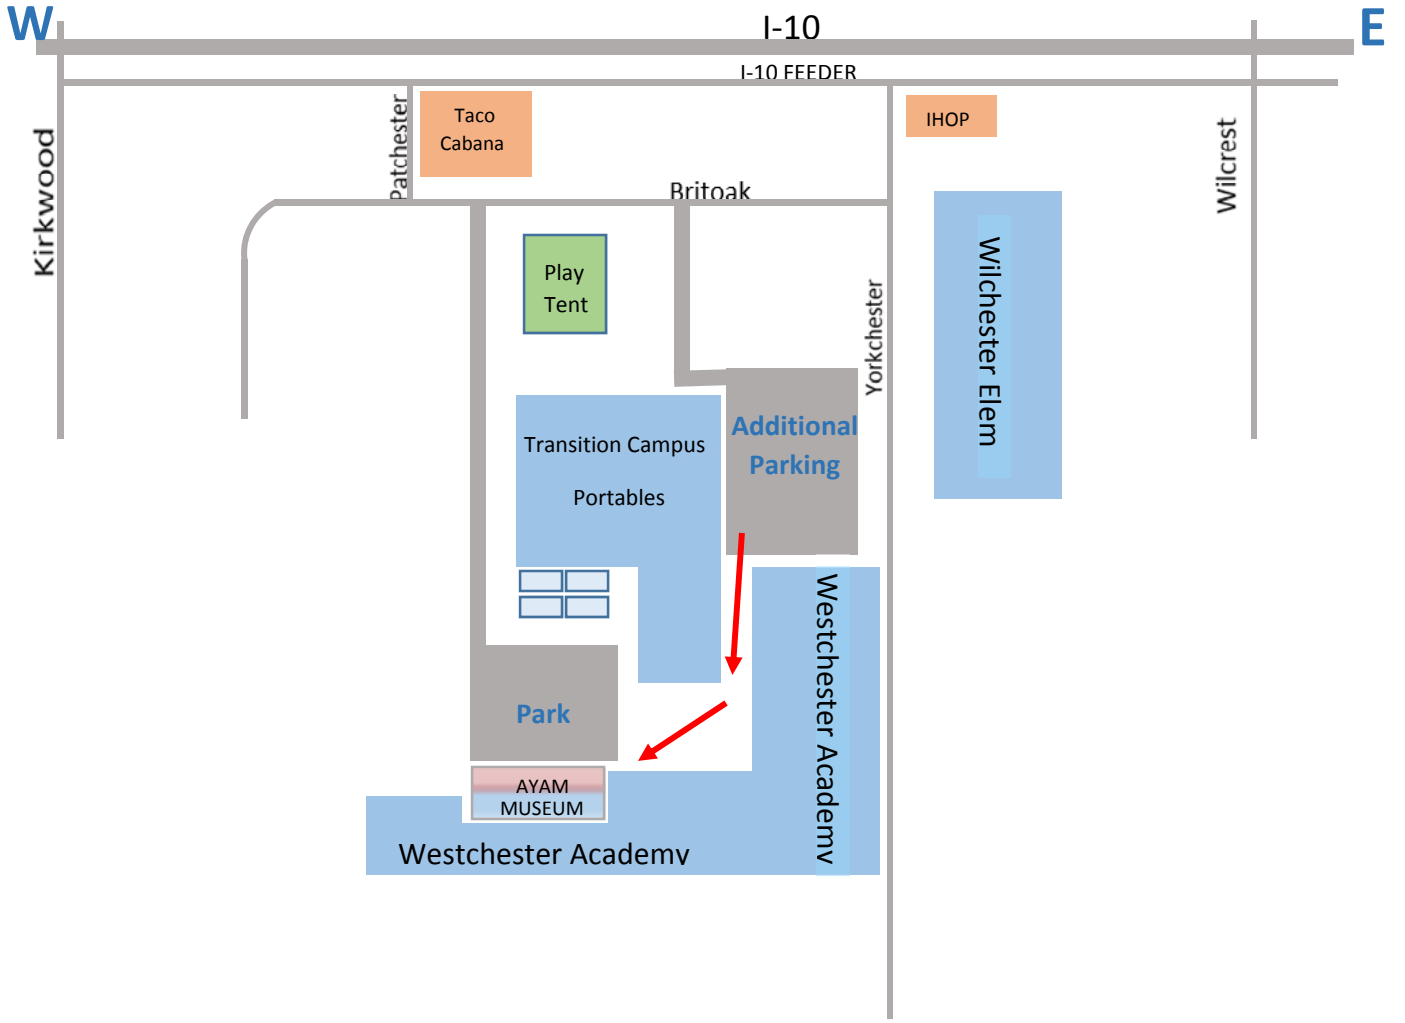 W
I-10
E
I-10 FEEDER
Kirkwood
Patchester
Taco
Cabana
IHOP
Wilcrest
Britoak
Play
Tent
Yorkchester
Wilchester Elem
Additional
Parking
Transition Campus
Portables
Westchester Academy
Park
AYAM
MUSEUM
Westchester Academy